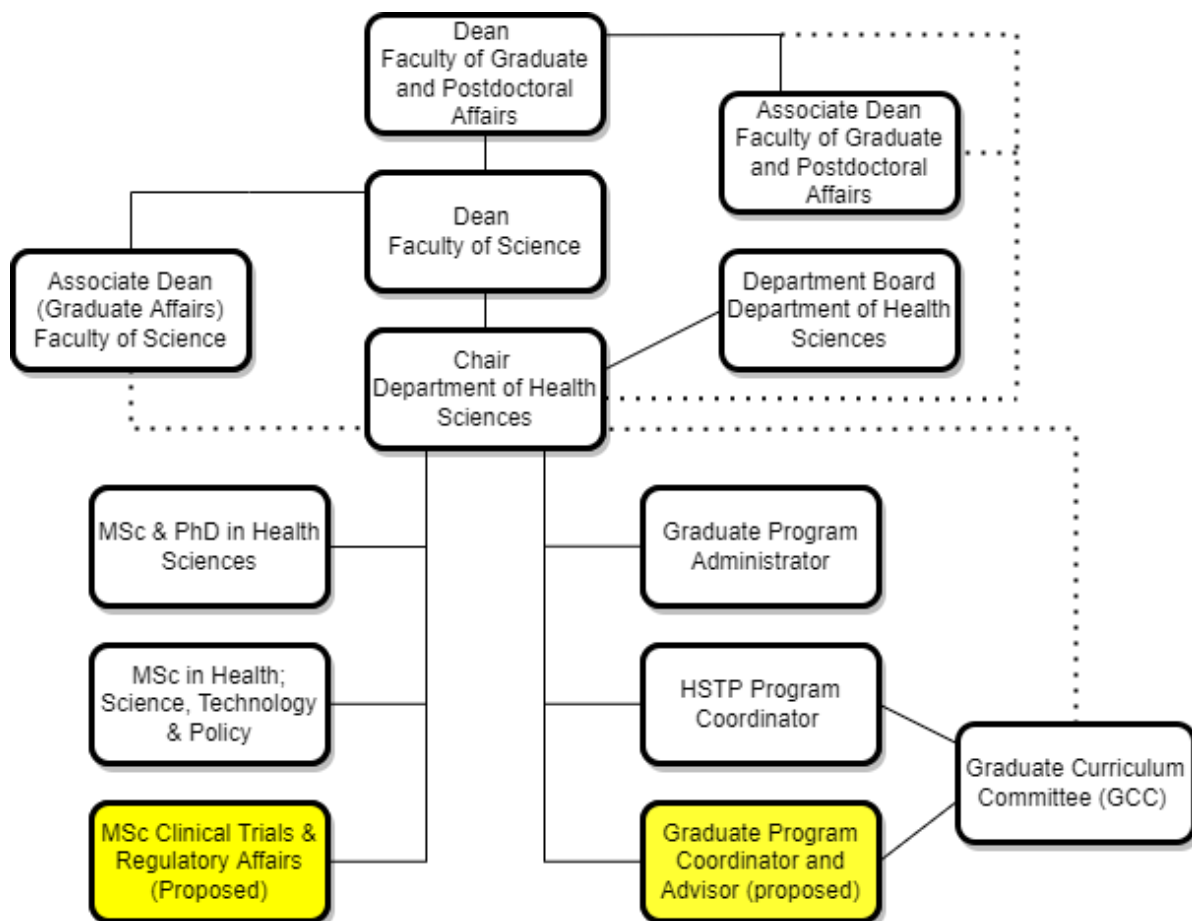 Dean
Faculty of Graduate
and Postdoctoral
Affairs
Associate Dean
Faculty of Graduate
and Postdoctoral
Affairs
Dean
Faculty of Science
Associate Dean
(Graduate Affairs)
Faculty of Science
Department Board
Department of Health
Sciences
Chair
Department of Health
Sciences
MSc & PhD in Health
Sciences
Graduate Program
Administrator
MSc in Health;
Science, Technology
& Policy
HSTP Program
Coordinator
Graduate Curriculum
Committee (GCC)
MSc Clinical Trials &
Regulatory Affairs
(Proposed)
Graduate Program
Coordinator and
Advisor (proposed)